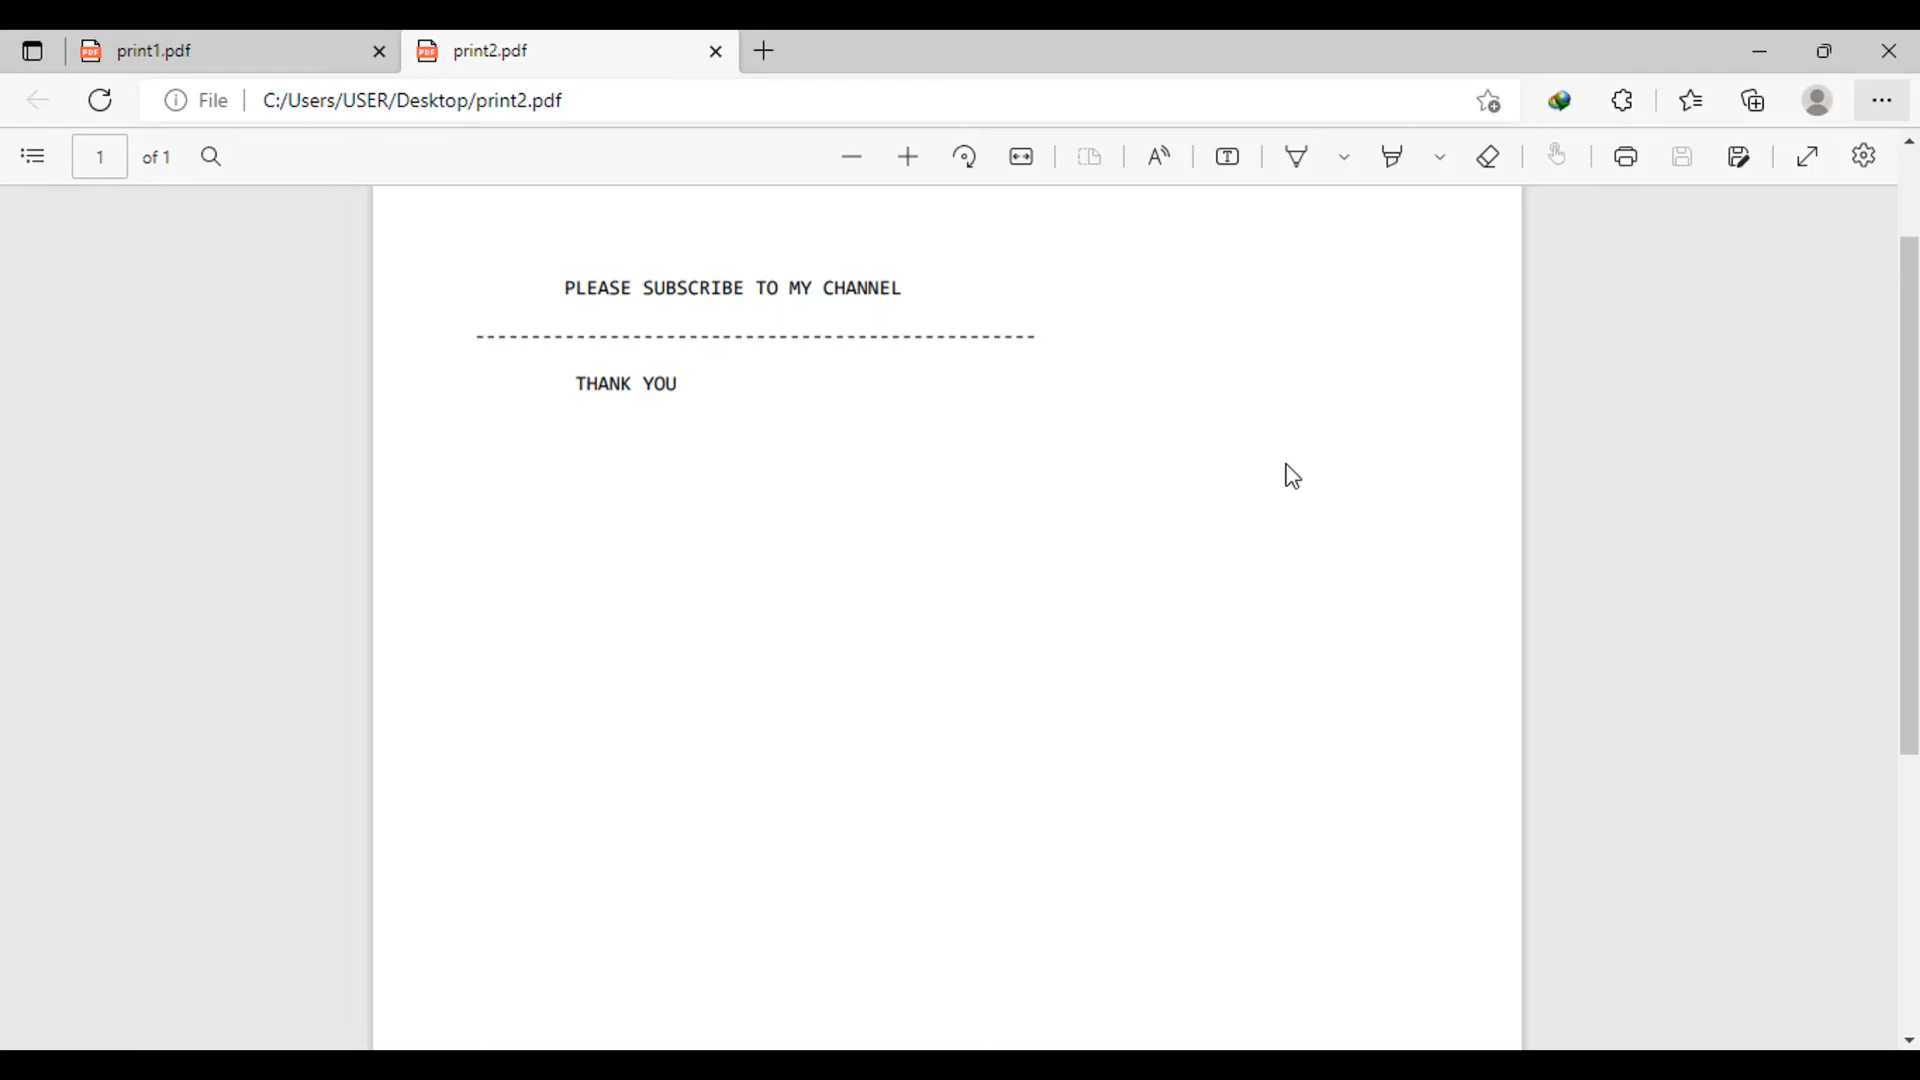 print1.pdf
print2.pdf
File
C:/Users/USER/Desktop/print2.pdf
1 of 1
PLEASE SUBSCRIBE TO MY CHANNEL
--------------------------------------------------
THANK YOU